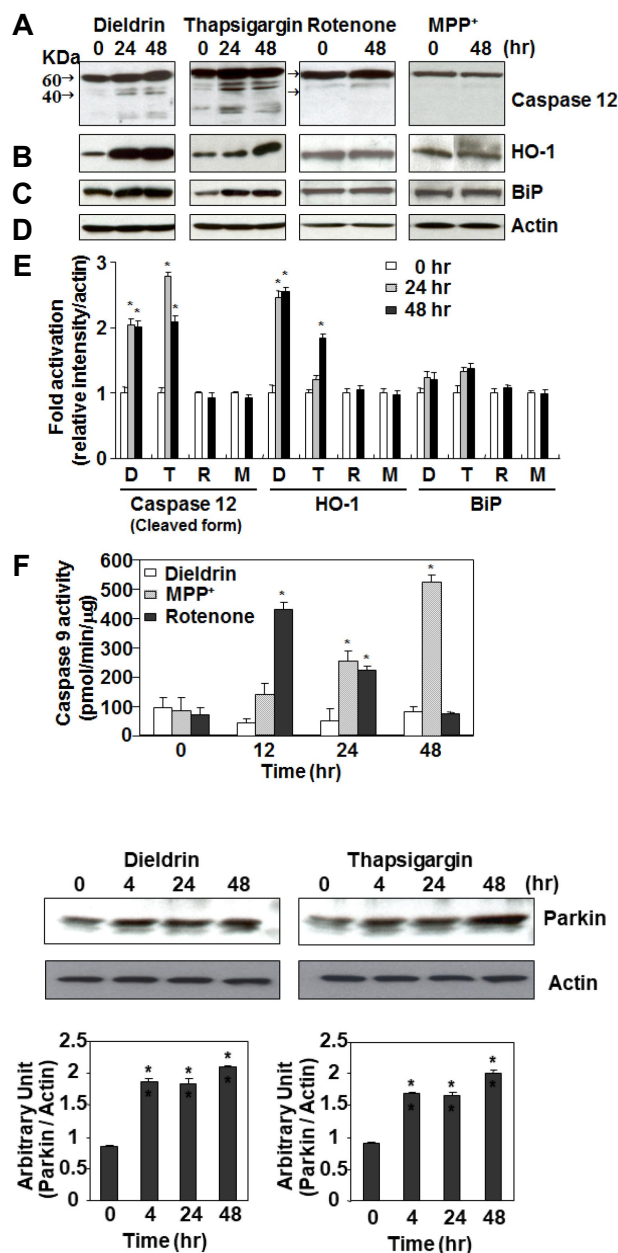 A Dieldrin Thapsigargin Rotenone MPP⁺
0 24 48 0 24 48 0 48 0 48 (hr)
KDa
60→
40→
→
→
Caspase 12
B HO-1
C BiP
D Actin
E
3
2
1
0
Fold activation
(relative intensity/actin)
0 hr
24 hr
48 hr
* * * * * * *
D T R M D T R M D T R M
Caspase 12 HO-1 BiP
(Cleaved form)
F
600
500
400
300
200
100
00
Caspase 9 activity
(pmol/min/µg)
Dieldrin
MPP⁺
Rotenone
* * * *
0 12 24 48
Time (hr)
Dieldrin Thapsigargin
0 4 24 48 0 4 24 48 (hr)
Parkin
Actin
2.5
2
1.5
1
0.5
0
Arbitrary Unit
(Parkin / Actin)
* * * * * *
0 4 24 48
Time (hr)
2.5
2
1.5
1
0.5
0
Arbitrary Unit
(Parkin / Actin)
* * * * * *
0 4 24 48
Time (hr)